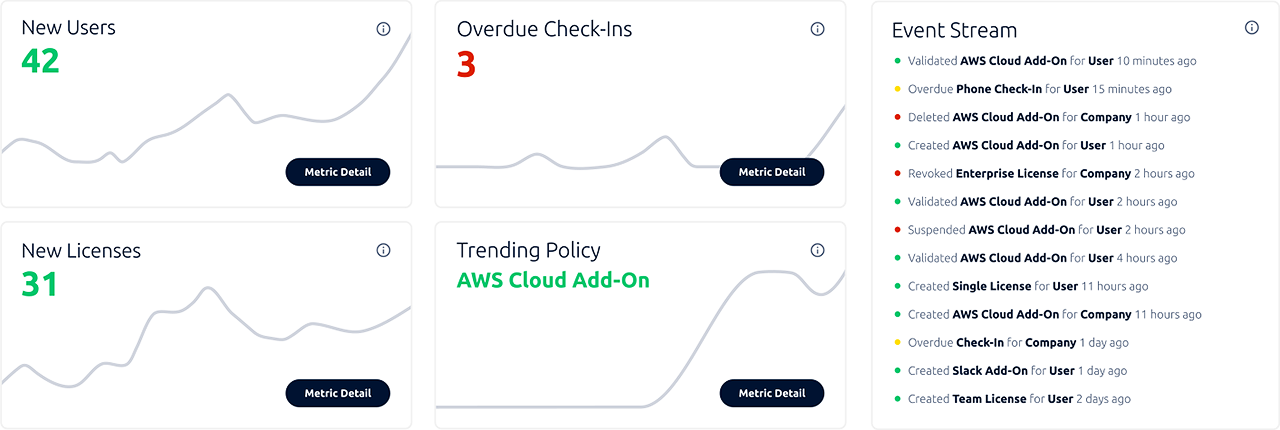 New Users
42
Metric Detail
Overdue Check-Ins
3
Metric Detail
New Licenses
31
Metric Detail
Trending Policy
AWS Cloud Add-On
Metric Detail
Event Stream
Validated AWS Cloud Add-On for User 10 minutes ago
Overdue Phone Check-In for User 15 minutes ago
Deleted AWS Cloud Add-On for Company 1 hour ago
Created AWS Cloud Add-On for User 1 hour ago
Revoked Enterprise License for Company 2 hours ago
Validated AWS Cloud Add-On for User 2 hours ago
Suspended AWS Cloud Add-On for User 2 hours ago
Validated AWS Cloud Add-On for User 4 hours ago
Created Single License for User 11 hours ago
Created AWS Cloud Add-On for Company 11 hours ago
Overdue Check-In for Company 1 day ago
Created Slack Add-On for User 1 day ago
Created Team License for User 2 days ago